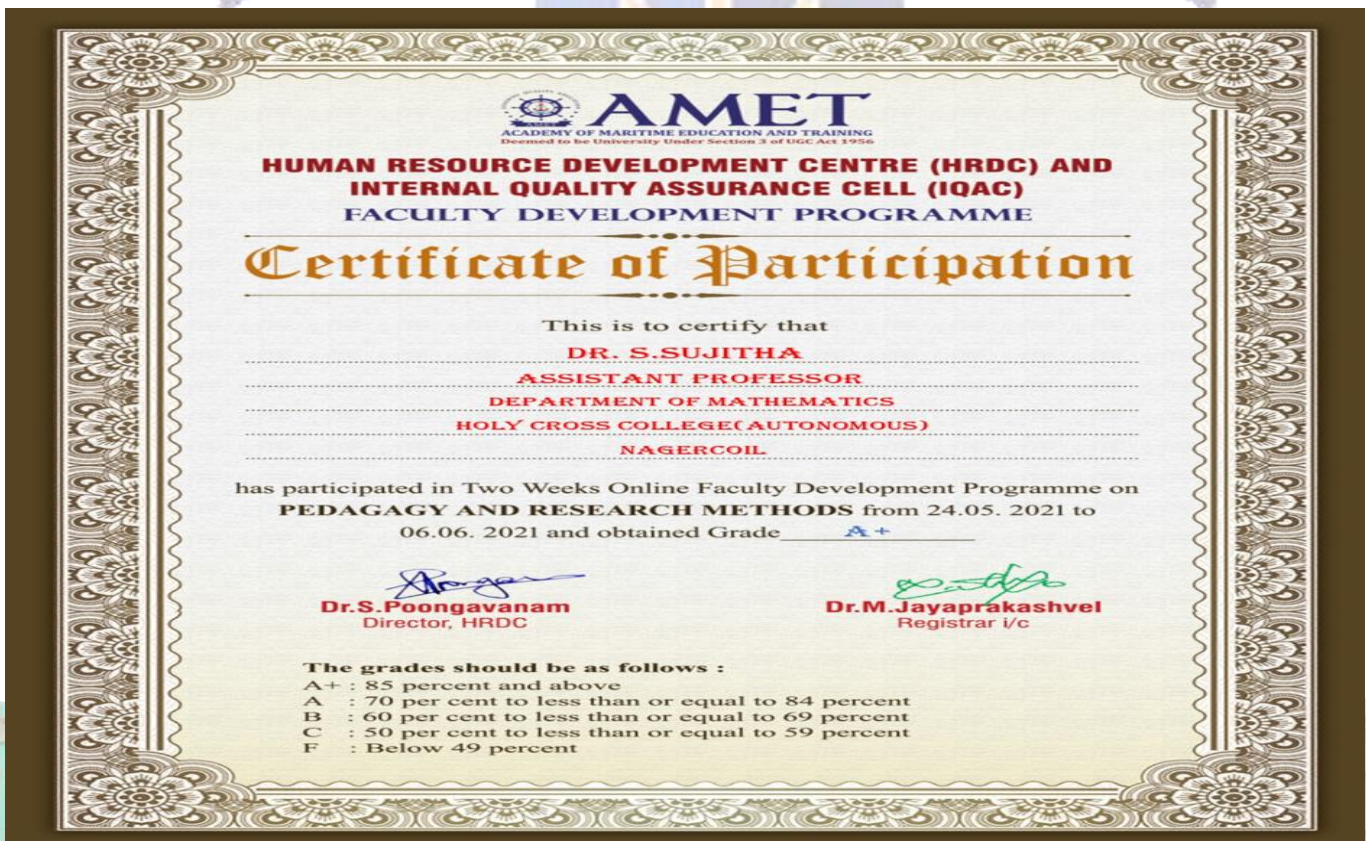 AMET
ACADEMY OF MARITIME EDUCATION AND TRAINING
Deemed to be University Under Section 3 of UGC Act 1956
HUMAN RESOURCE DEVELOPMENT CENTRE (HRDC) AND
INTERNAL QUALITY ASSURANCE CELL (IQAC)
FACULTY DEVELOPMENT PROGRAMME
Certificate of Participation
This is to certify that
DR. S.SUJITHA
ASSISTANT PROFESSOR
DEPARTMENT OF MATHEMATICS
HOLY CROSS COLLEGE(AUTONOMOUS)
NAGERCOIL
has participated in Two Weeks Online Faculty Development Programme on
PEDAGAGY AND RESEARCH METHODS from 24.05. 2021 to
06.06. 2021 and obtained Grade A+
Dr.S.Poongavanam Dr.M.Jayaprakashvel
Director, HRDC Registrar i/c
The grades should be as follows :
A+ : 85 percent and above
A : 70 per cent to less than or equal to 84 percent
B : 60 per cent to less than or equal to 69 percent
C : 50 per cent to less than or equal to 59 percent
F : Below 49 percent